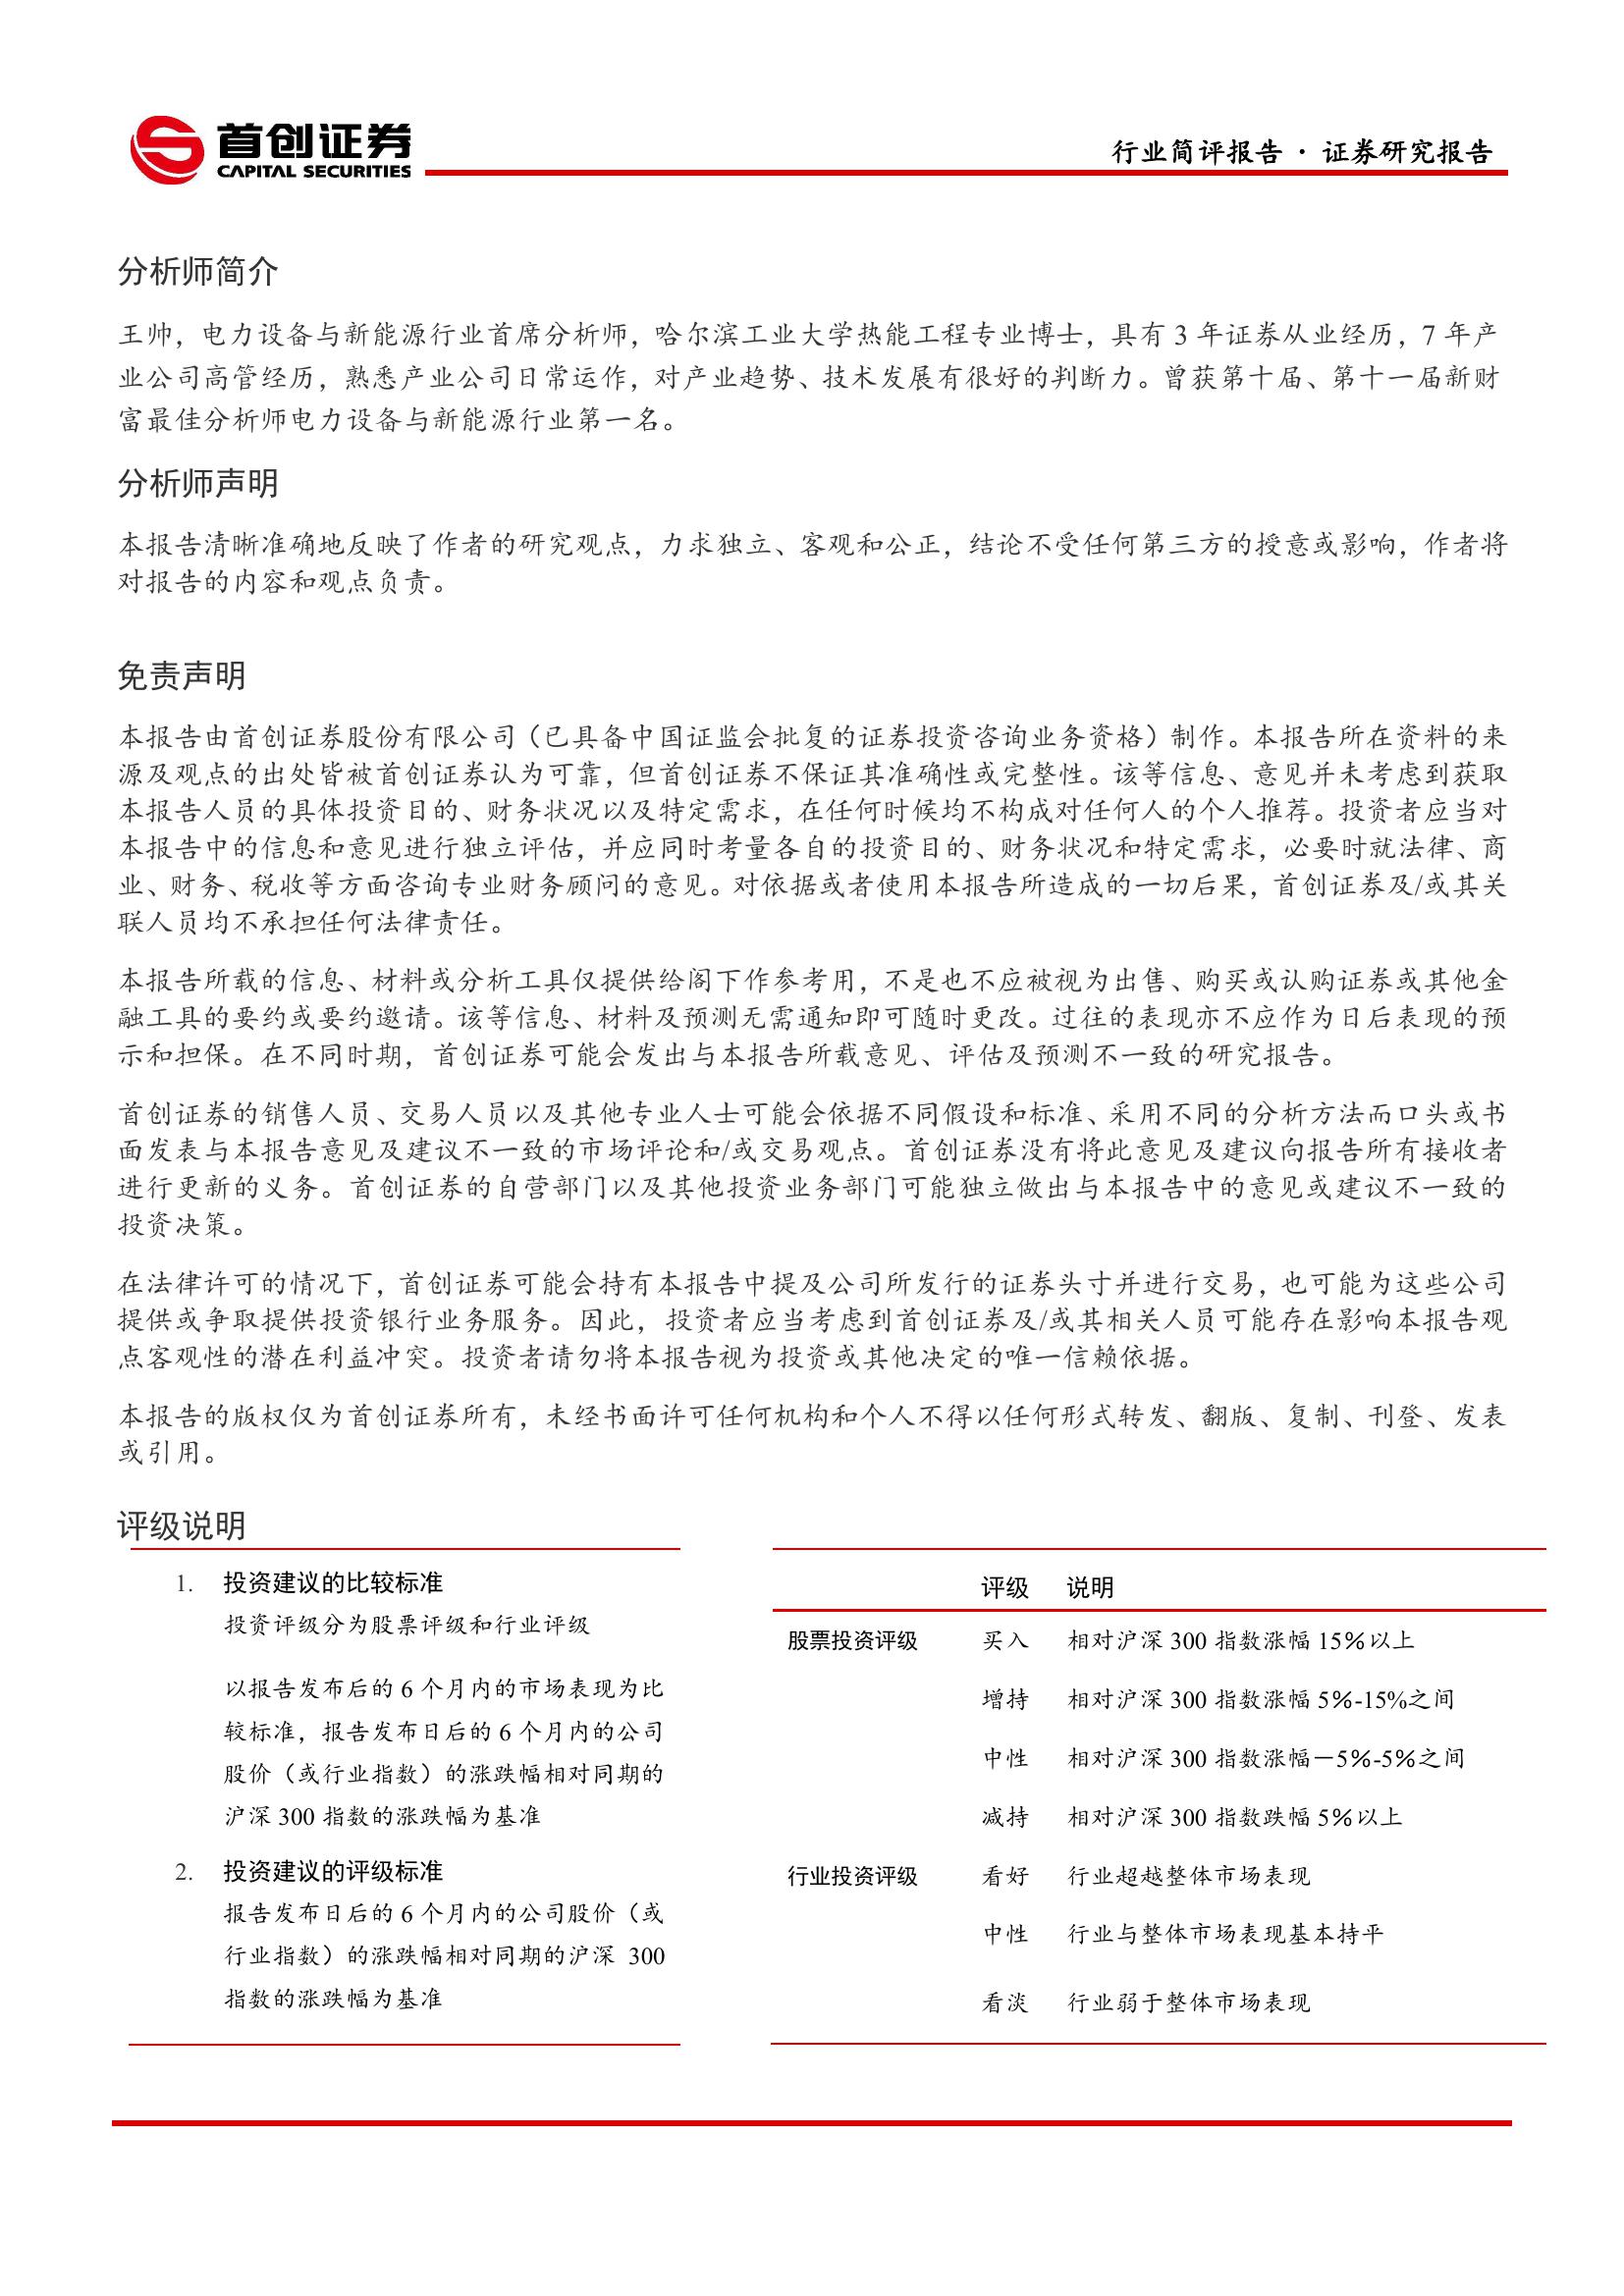 首创证券
CAPITAL SECURITIES
行业简评报告 · 证券研究报告
分析师简介
王帅，电力设备与新能源行业首席分析师，哈尔滨工业大学热能工程专业博士，具有 3 年证券从业经历，7 年产
业公司高管经历，熟悉产业公司日常运作，对产业趋势、技术发展有很好的判断力。曾获第十届、第十一届新财
富最佳分析师电力设备与新能源行业第一名。
分析师声明
本报告清晰准确地反映了作者的研究观点，力求独立、客观和公正，结论不受任何第三方的授意或影响，作者将
对报告的内容和观点负责。
免责声明
本报告由首创证券股份有限公司（已具备中国证监会批复的证券投资咨询业务资格）制作。本报告所在资料的来
源及观点的出处皆被首创证券认为可靠，但首创证券不保证其准确性或完整性。该等信息、意见并未考虑到获取
本报告人员的具体投资目的、财务状况以及特定需求，在任何时候均不构成对任何人的个人推荐。投资者应当对
本报告中的信息和意见进行独立评估，并应同时考量各自的投资目的、财务状况和特定需求，必要时就法律、商
业、财务、税收等方面咨询专业财务顾问的意见。对依据或者使用本报告所造成的一切后果，首创证券及/或其关
联人员均不承担任何法律责任。
本报告所载的信息、材料或分析工具仅提供给阁下作参考用，不是也不应被视为出售、购买或认购证券或其他金
融工具的要约或要约邀请。该等信息、材料及预测无需通知即可随时更改。过往的表现亦不应作为日后表现的预
示和担保。在不同时期，首创证券可能会发出与本报告所载意见、评估及预测不一致的研究报告。
首创证券的销售人员、交易人员以及其他专业人士可能会依据不同假设和标准、采用不同的分析方法而口头或书
面发表与本报告意见及建议不一致的市场评论和/或交易观点。首创证券没有将此意见及建议向报告所有接收者
进行更新的义务。首创证券的自营部门以及其他投资业务部门可能独立做出与本报告中的意见或建议不一致的
投资决策。
在法律许可的情况下，首创证券可能会持有本报告中提及公司所发行的证券头寸并进行交易，也可能为这些公司
提供或争取提供投资银行业务服务。因此，投资者应当考虑到首创证券及/或其相关人员可能存在影响本报告观
点客观性的潜在利益冲突。投资者请勿将本报告视为投资或其他决定的唯一信赖依据。
本报告的版权仅为首创证券所有，未经书面许可任何机构和个人不得以任何形式转发、翻版、复制、刊登、发表
或引用。
评级说明
1. 投资建议的比较标准
投资评级分为股票评级和行业评级
以报告发布后的 6 个月内的市场表现为比
较标准，报告发布日后的 6 个月内的公司
股价（或行业指数）的涨跌幅相对同期的
沪深 300 指数的涨跌幅为基准
2. 投资建议的评级标准
报告发布日后的 6 个月内的公司股价（或
行业指数）的涨跌幅相对同期的沪深 300
指数的涨跌幅为基准
评级 说明
股票投资评级 买入 相对沪深 300 指数涨幅 15％以上
增持 相对沪深 300 指数涨幅 5％-15%之间
中性 相对沪深 300 指数涨幅－5％-5％之间
减持 相对沪深 300 指数跌幅 5％以上
行业投资评级 看好 行业超越整体市场表现
中性 行业与整体市场表现基本持平
看淡 行业弱于整体市场表现